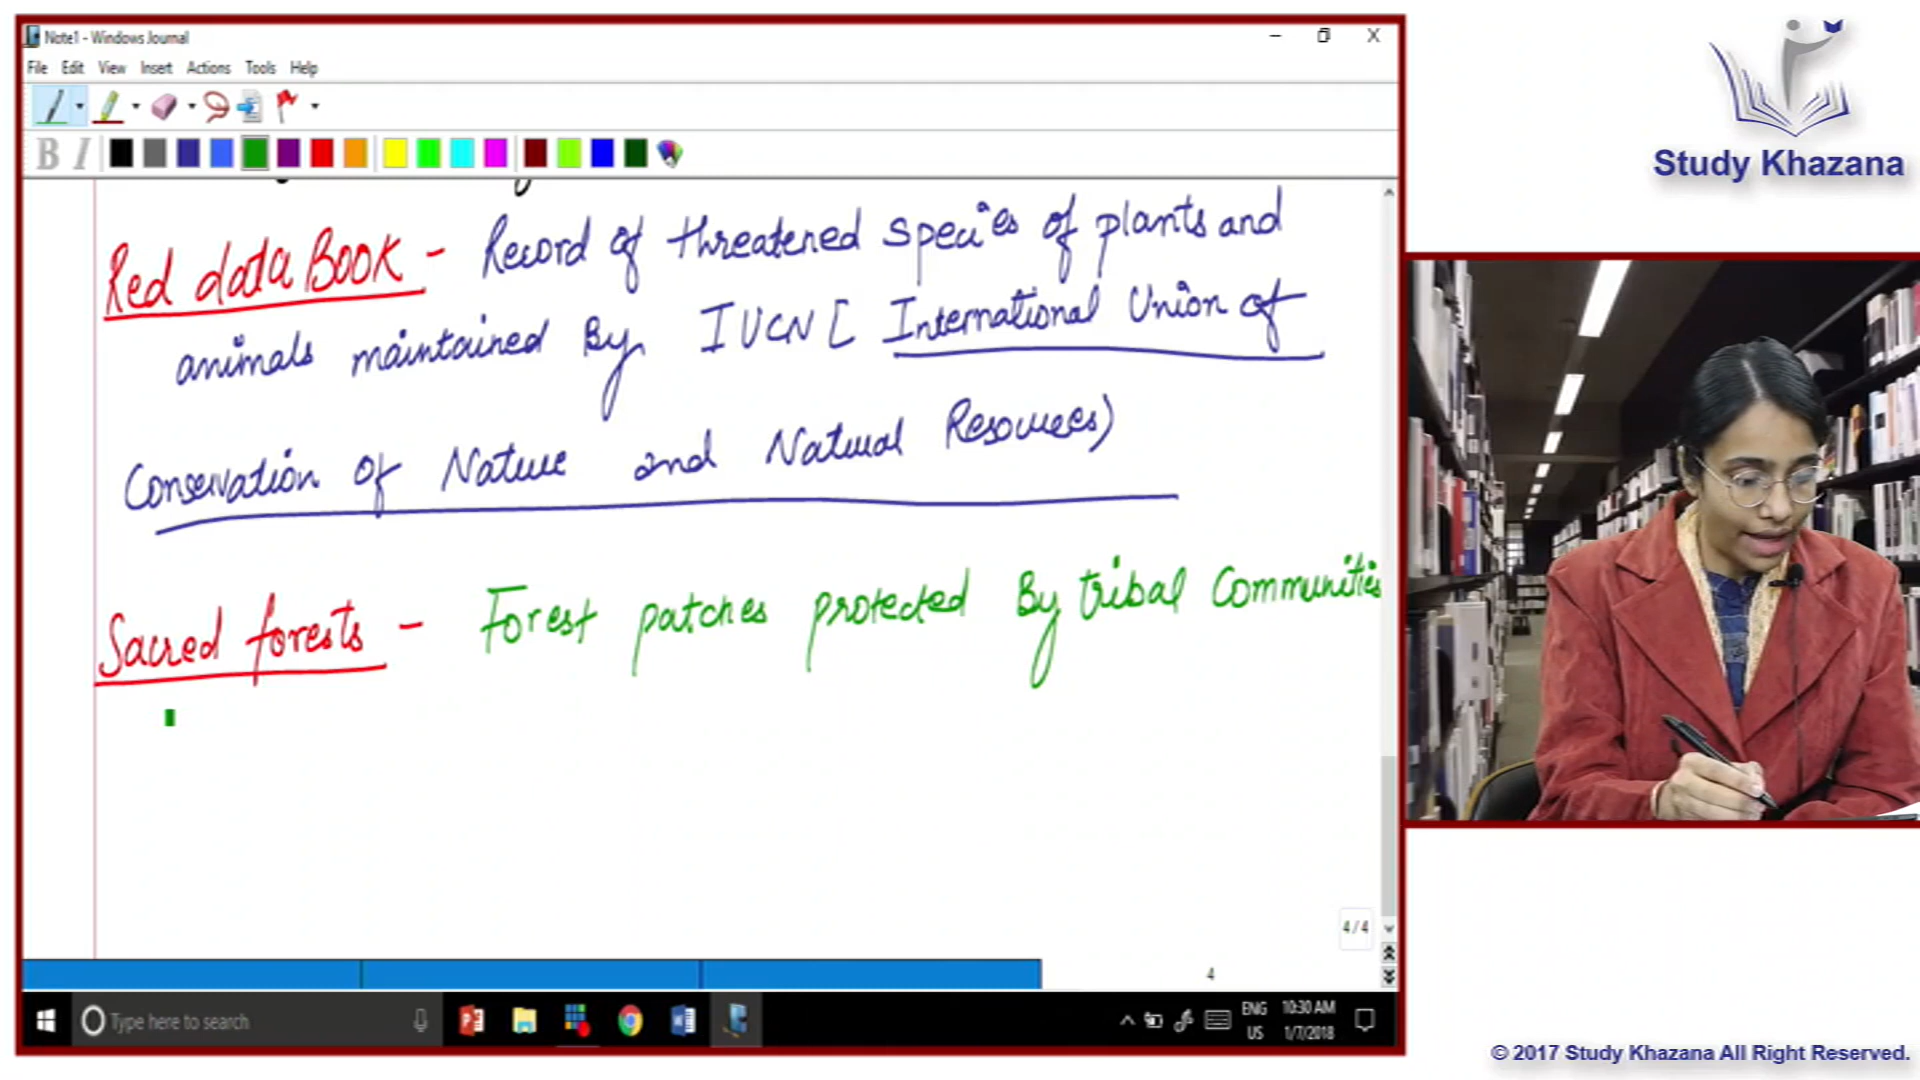 Note1 - Windows Journal
File Edit View Insert Actions Tools Help
B I
Study Khazana
Red data Book - Record of threatened species of plants and
animals maintained By IUCN [ International Union of
Conservation of Nature and Natural Resources)
Sacred forests - Forest patches protected By tribal Communities
4/4
4
Type here to search
ENG
US
10:30 AM
1/7/2018
© 2017 Study Khazana All Right Reserved.